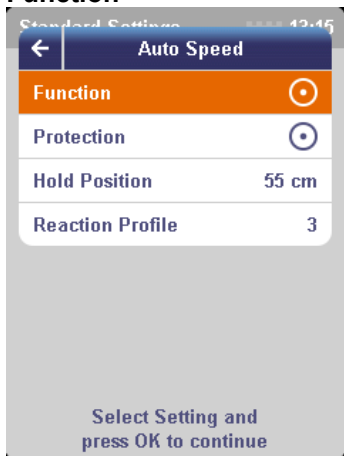 Function
Standard Settings 13:15
Auto Speed
Function
Protection
Hold Position 55 cm
Reaction Profile 3
Select Setting and
press OK to continue